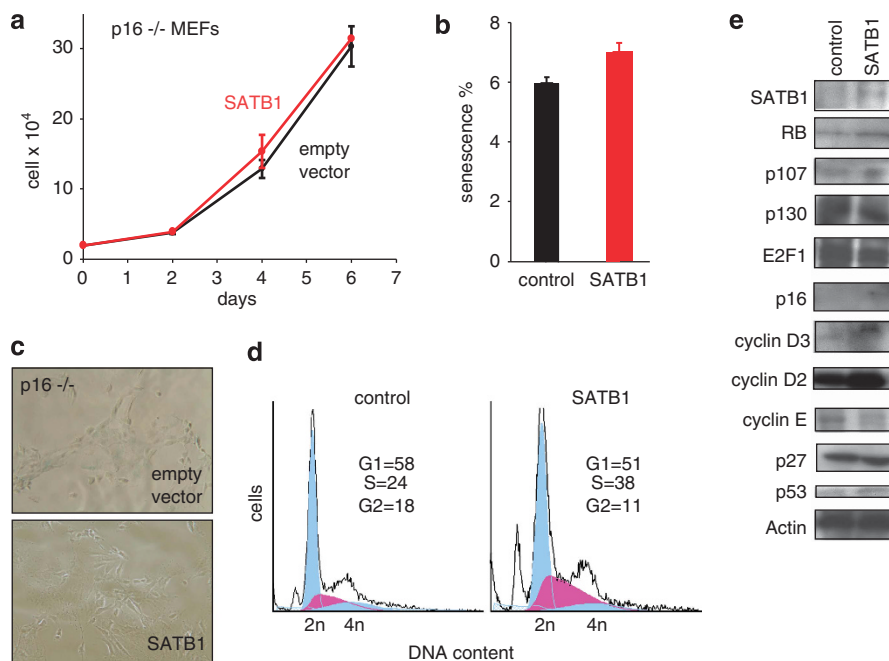 a
p16 -/- MEFs
cell x 10⁴
30
20
10
0
SATB1
empty
vector
0 1 2 3 4 5 6 7
days
b
senescence %
8
6
4
2
0
control SATB1
c
p16 -/-
empty
vector
SATB1
d
cells
control
G1=58
S=24
G2=18
2n 4n
SATB1
G1=51
S=38
G2=11
2n 4n
DNA content
e
control
SATB1
SATB1
RB
p107
p130
E2F1
p16
cyclin D3
cyclin D2
cyclin E
p27
p53
Actin